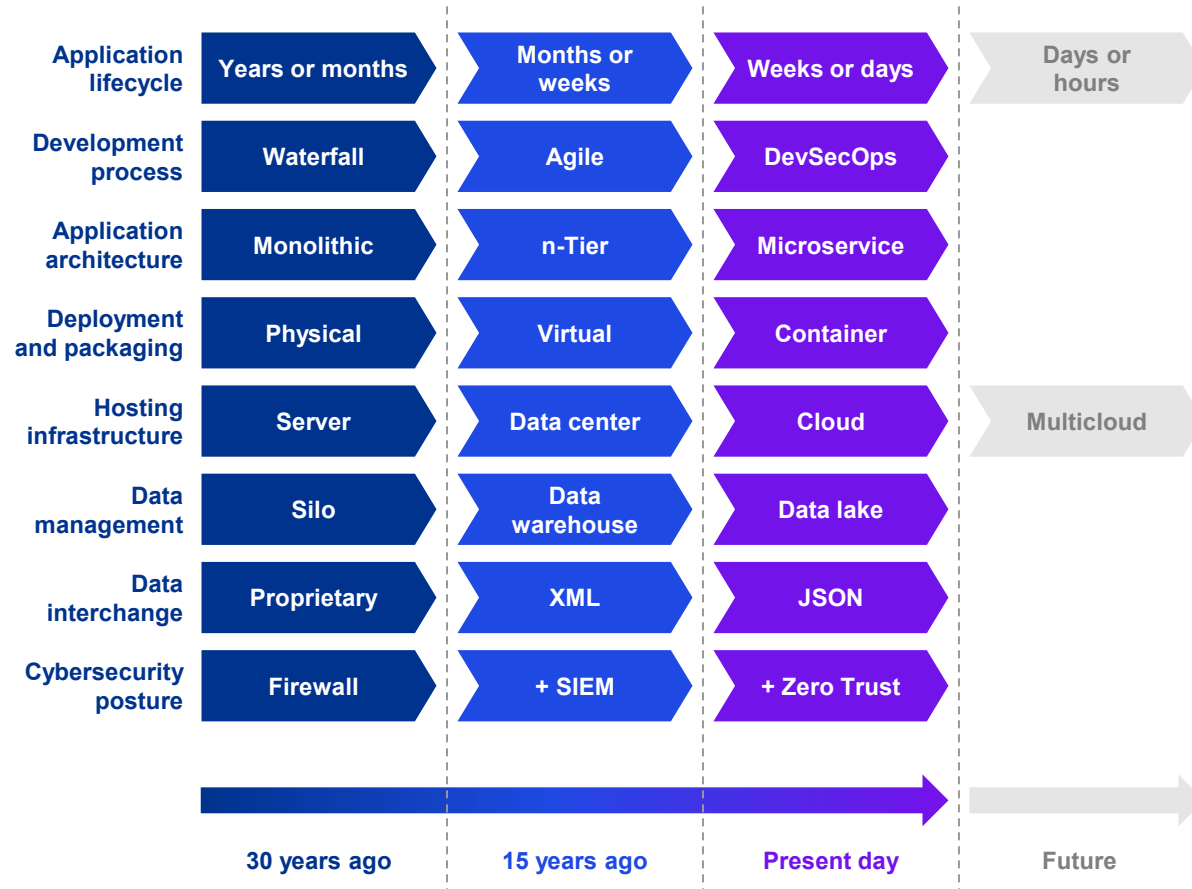 Application
lifecycle
Years or months
Months or
weeks
Weeks or days
Days or
hours
Development
process
Waterfall
Agile
DevSecOps
Application
architecture
Monolithic
n-Tier
Microservice
Deployment
and packaging
Physical
Virtual
Container
Hosting
infrastructure
Server
Data center
Cloud
Multicloud
Data
management
Silo
Data
warehouse
Data lake
Data
interchange
Proprietary
XML
JSON
Cybersecurity
posture
Firewall
+ SIEM
+ Zero Trust
30 years ago
15 years ago
Present day
Future